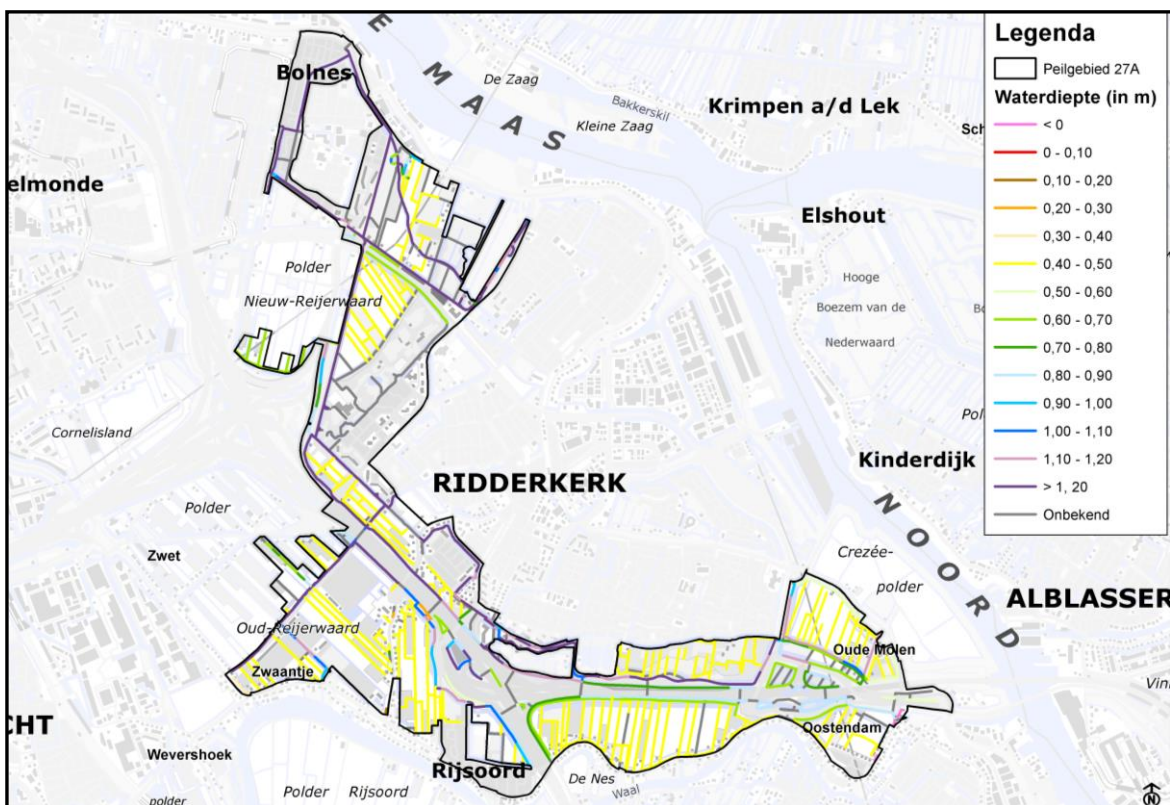 Legenda
Peilgebied 27A
Waterdiepte (in m)
< 0
0 - 0,10
0,10 - 0,20
0,20 - 0,30
0,30 - 0,40
0,40 - 0,50
0,50 - 0,60
0,60 - 0,70
0,70 - 0,80
0,80 - 0,90
0,90 - 1,00
1,00 - 1,10
1,10 - 1,20
> 1, 20
Onbekend
E MAAS
Bolnes
De Zaag
Bakkerskil
Kleine Zaag
Krimpen a/d Lek
Sch
elmonde
Elshout
Polder
Nieuw-Reijerwaard
Hooge
Boezem van de
Nederwaard
Cornelisland
Kinderdijk
RIDDERKERK
NOORD
Polder
Zwet
Crezée-
polder
ALBLASSER
Oud-Reijerwaard
Oude Molen
Zwaantje
CHT
Oostendam
Wevershoek
Rijsoord
De Nes
Waal
Polder Rijsoord
polder
N